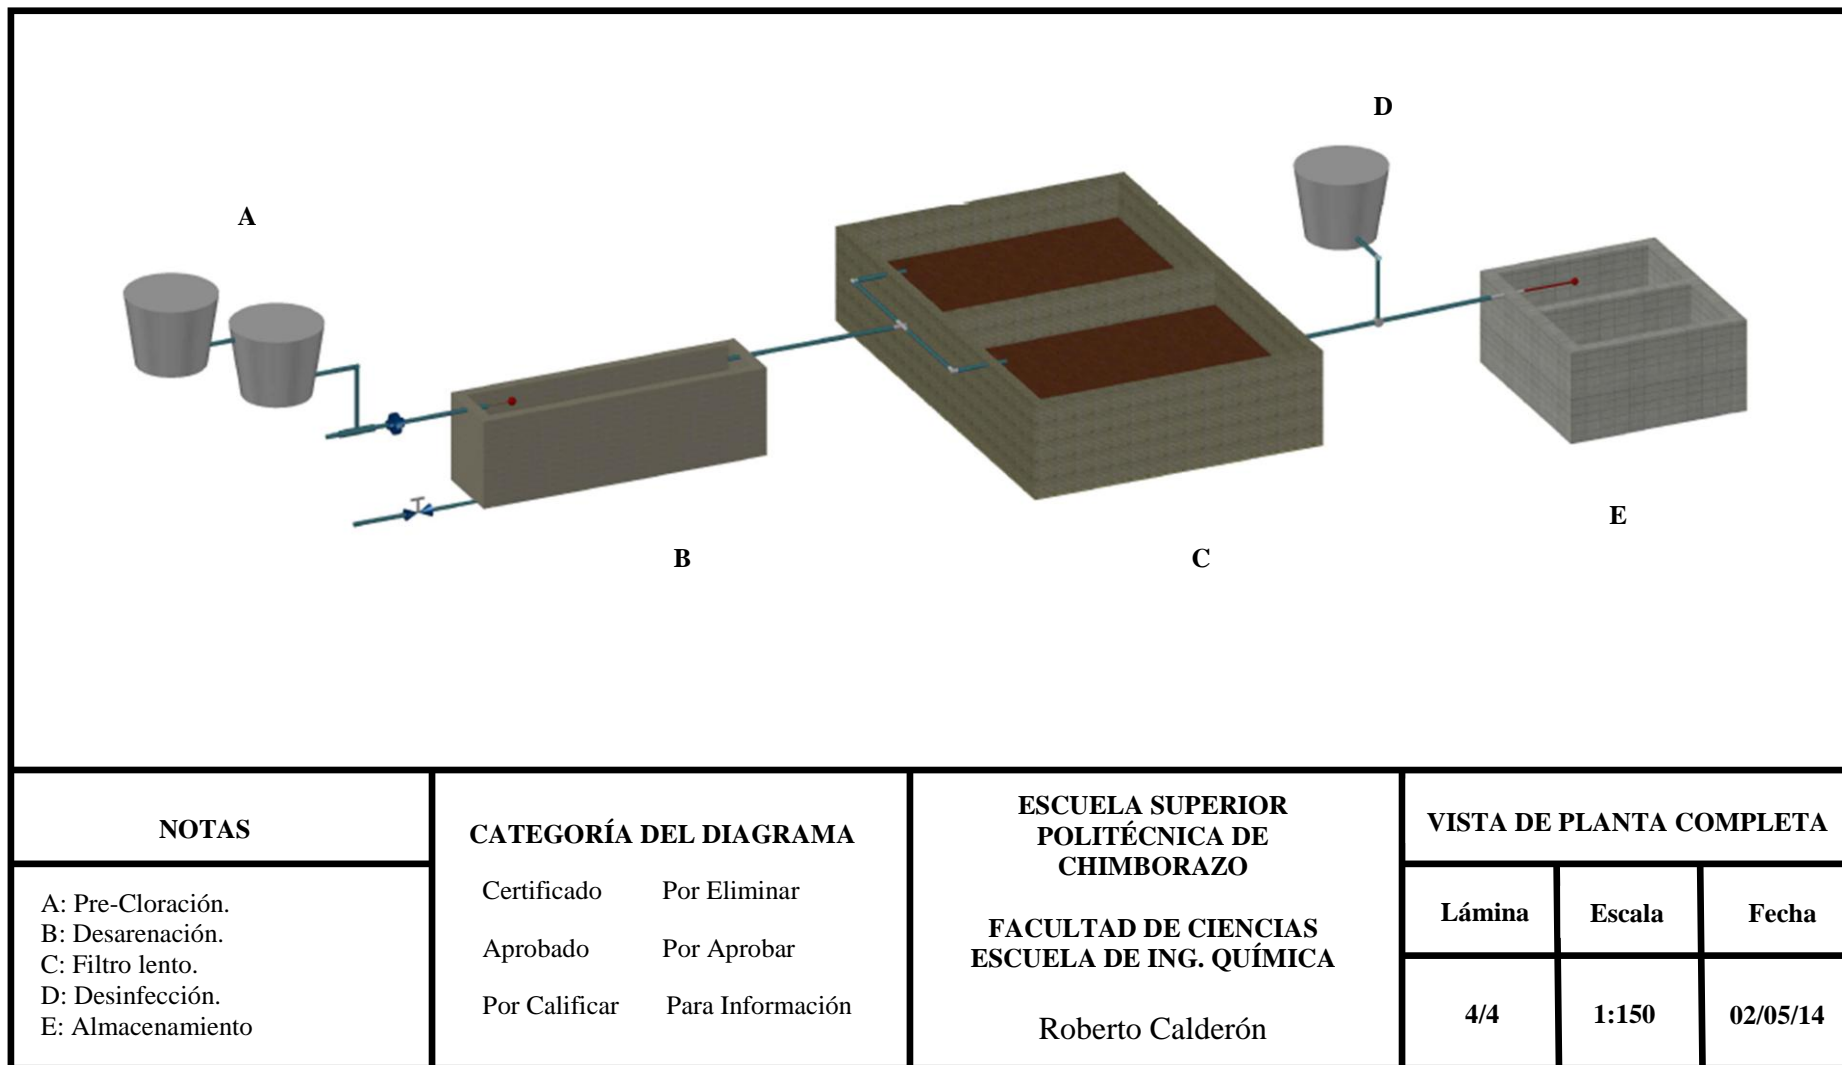 D
A
E
B
C
NOTAS
A: Pre-Cloración.
B: Desarenación.
C: Filtro lento.
D: Desinfección.
E: Almacenamiento
CATEGORÍA DEL DIAGRAMA
Certificado Por Eliminar
Aprobado Por Aprobar
Por Calificar Para Información
ESCUELA SUPERIOR
POLITÉCNICA DE
CHIMBORAZO
FACULTAD DE CIENCIAS
ESCUELA DE ING. QUÍMICA
Roberto Calderón
VISTA DE PLANTA COMPLETA
Lámina Escala Fecha
4/4 1:150 02/05/14